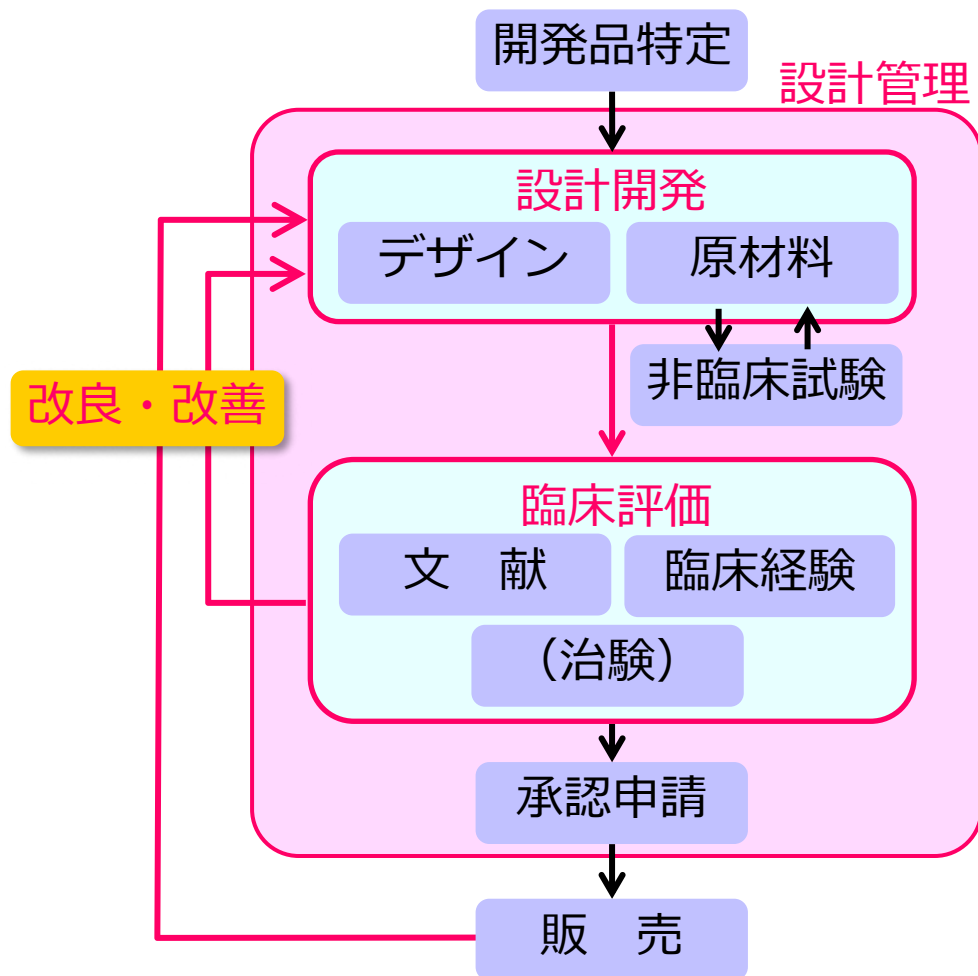 開発品特定
設計管理
設計開発
デザイン
原材料
非臨床試験
改良・改善
臨床評価
文　献
臨床経験
（治験）
承認申請
販　売